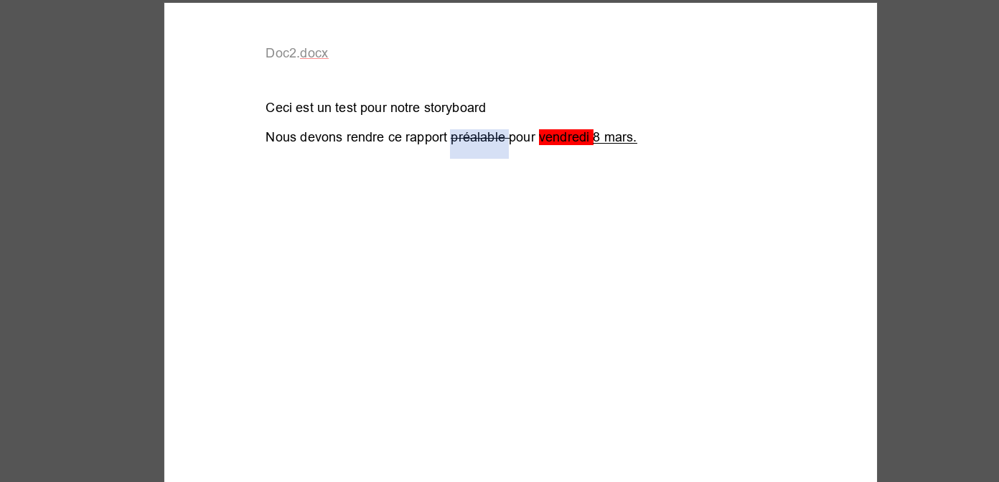 Doc2.docx
Ceci est un test pour notre storyboard
Nous devons rendre ce rapport préalable pour vendredi 8 mars.